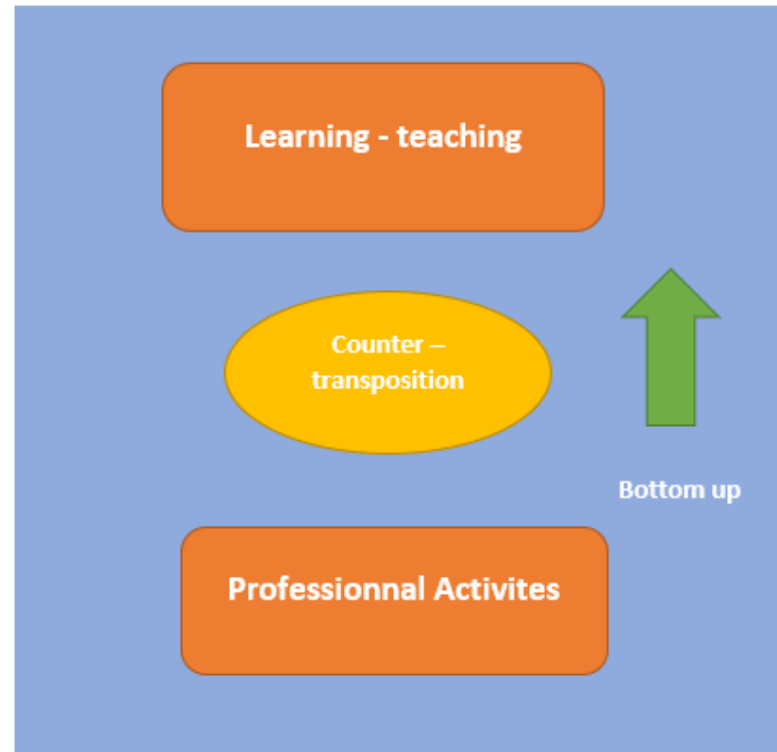 Learning - teaching
Counter –
transposition
Bottom up
Professionnal Activites